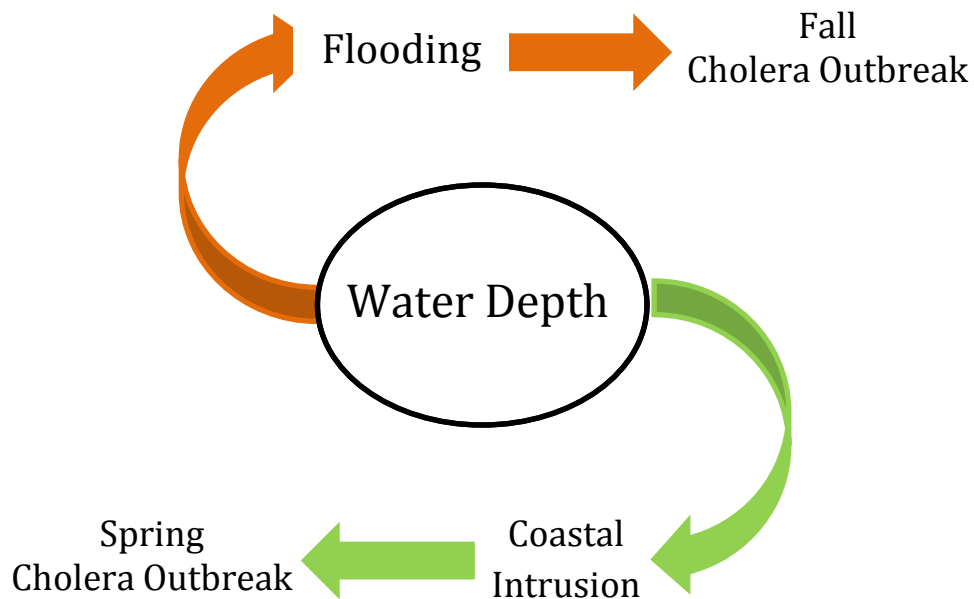 Flooding
Fall
Cholera Outbreak
Water Depth
Spring
Cholera Outbreak
Coastal
Intrusion